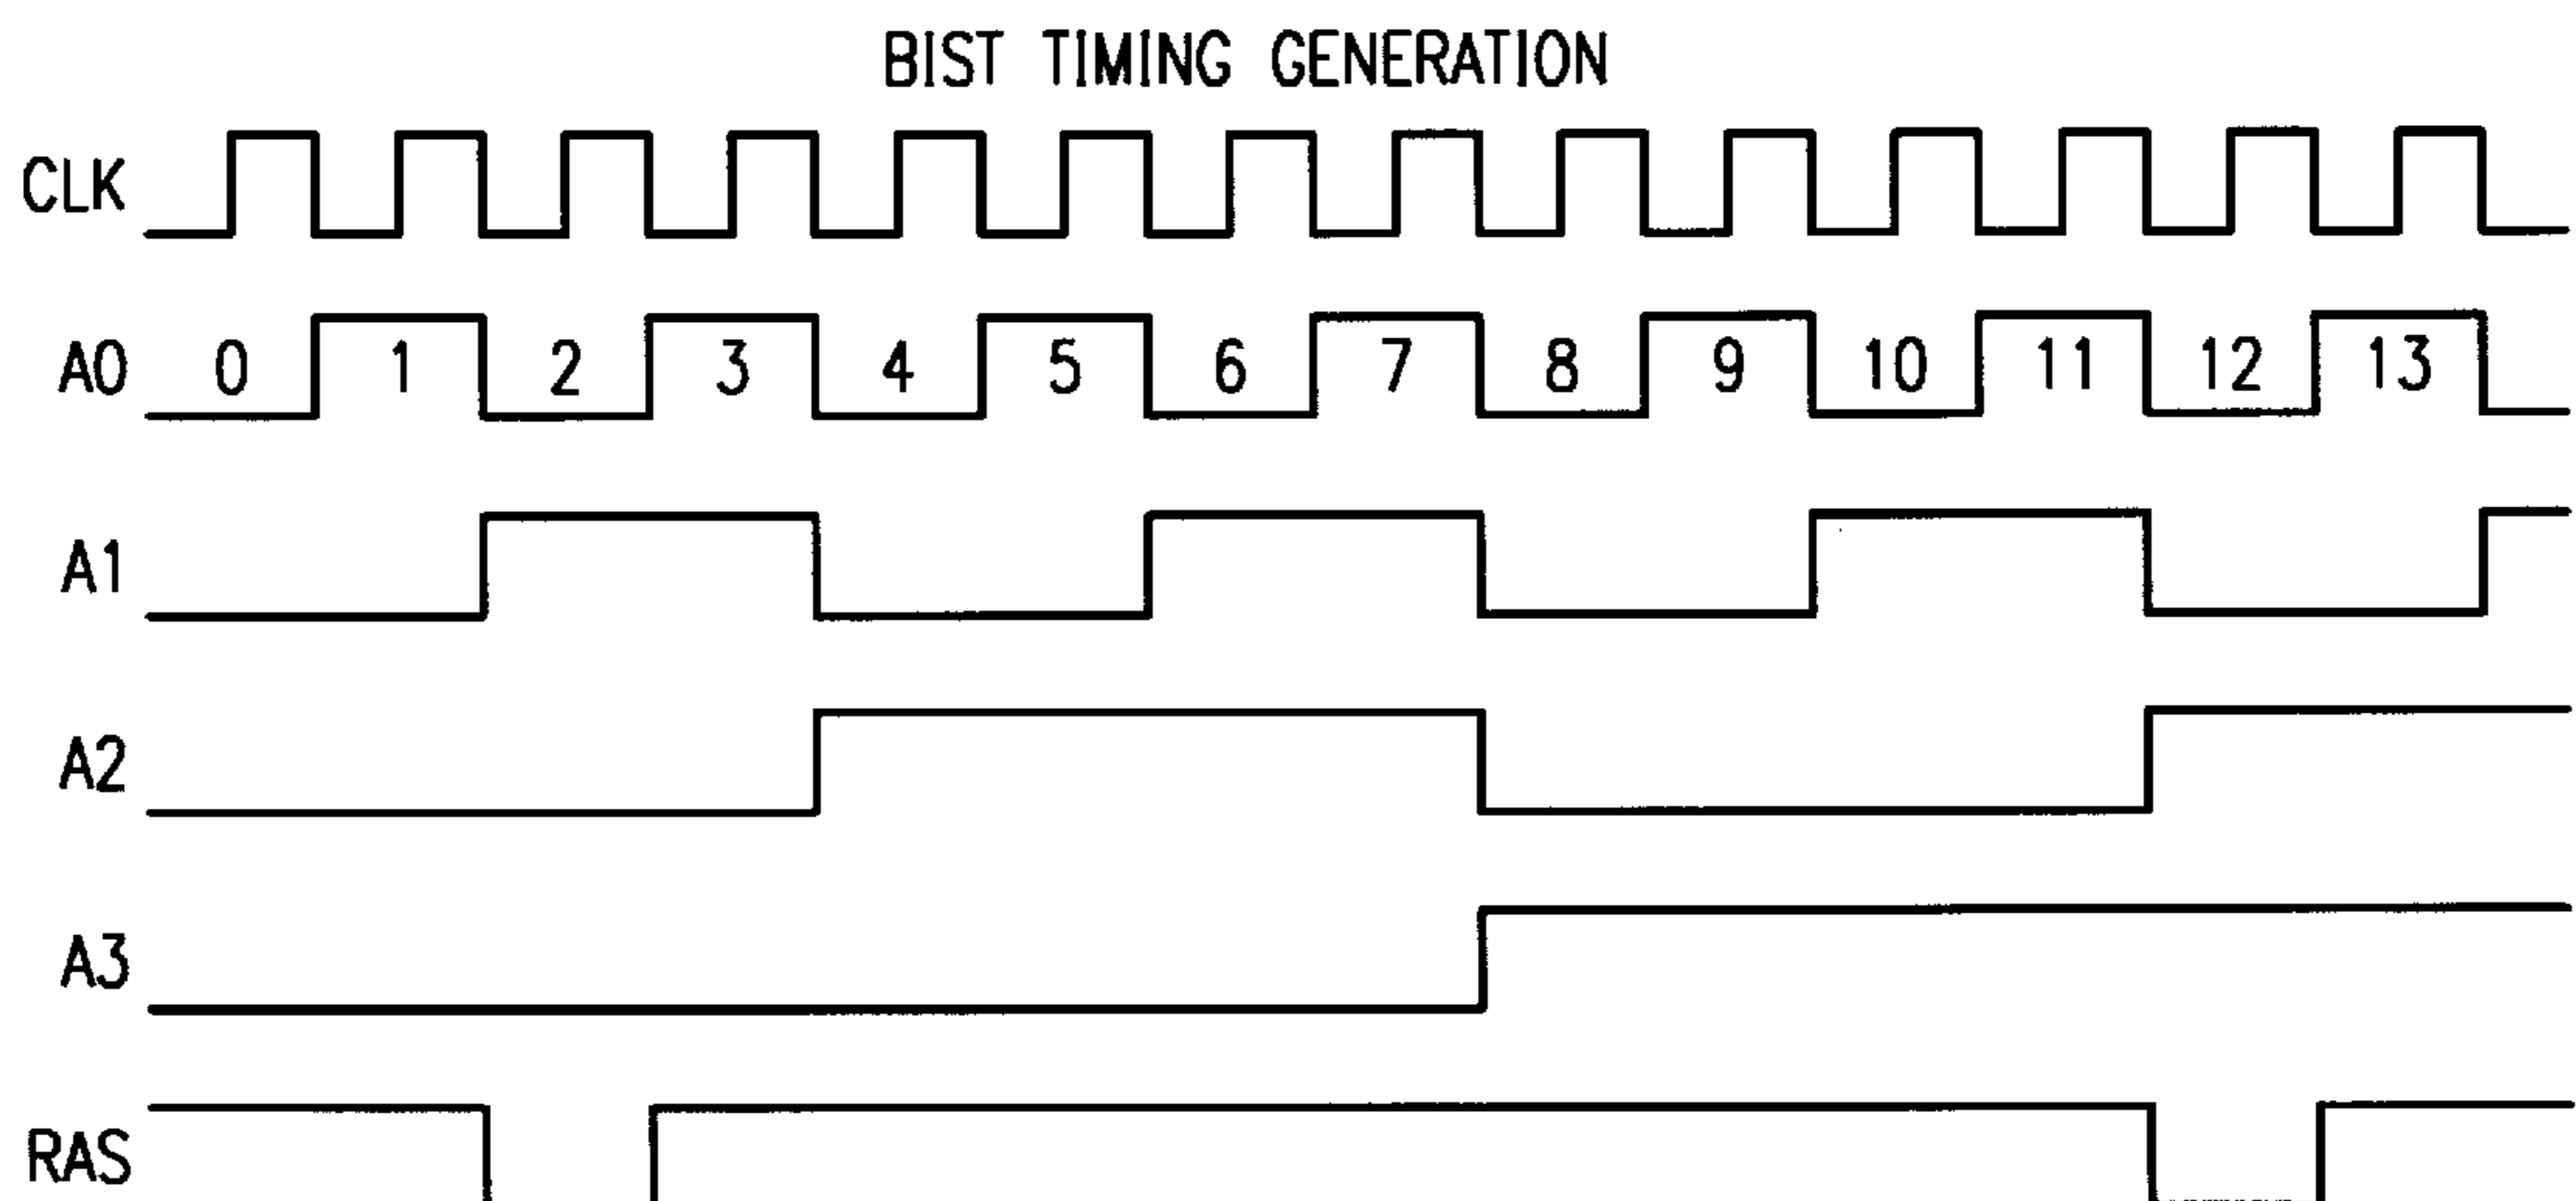 BIST TIMING GENERATION
CLK
A0 0 1 2 3 4 5 6 7 8 9 10 11 12 13
A1
A2
A3
RAS